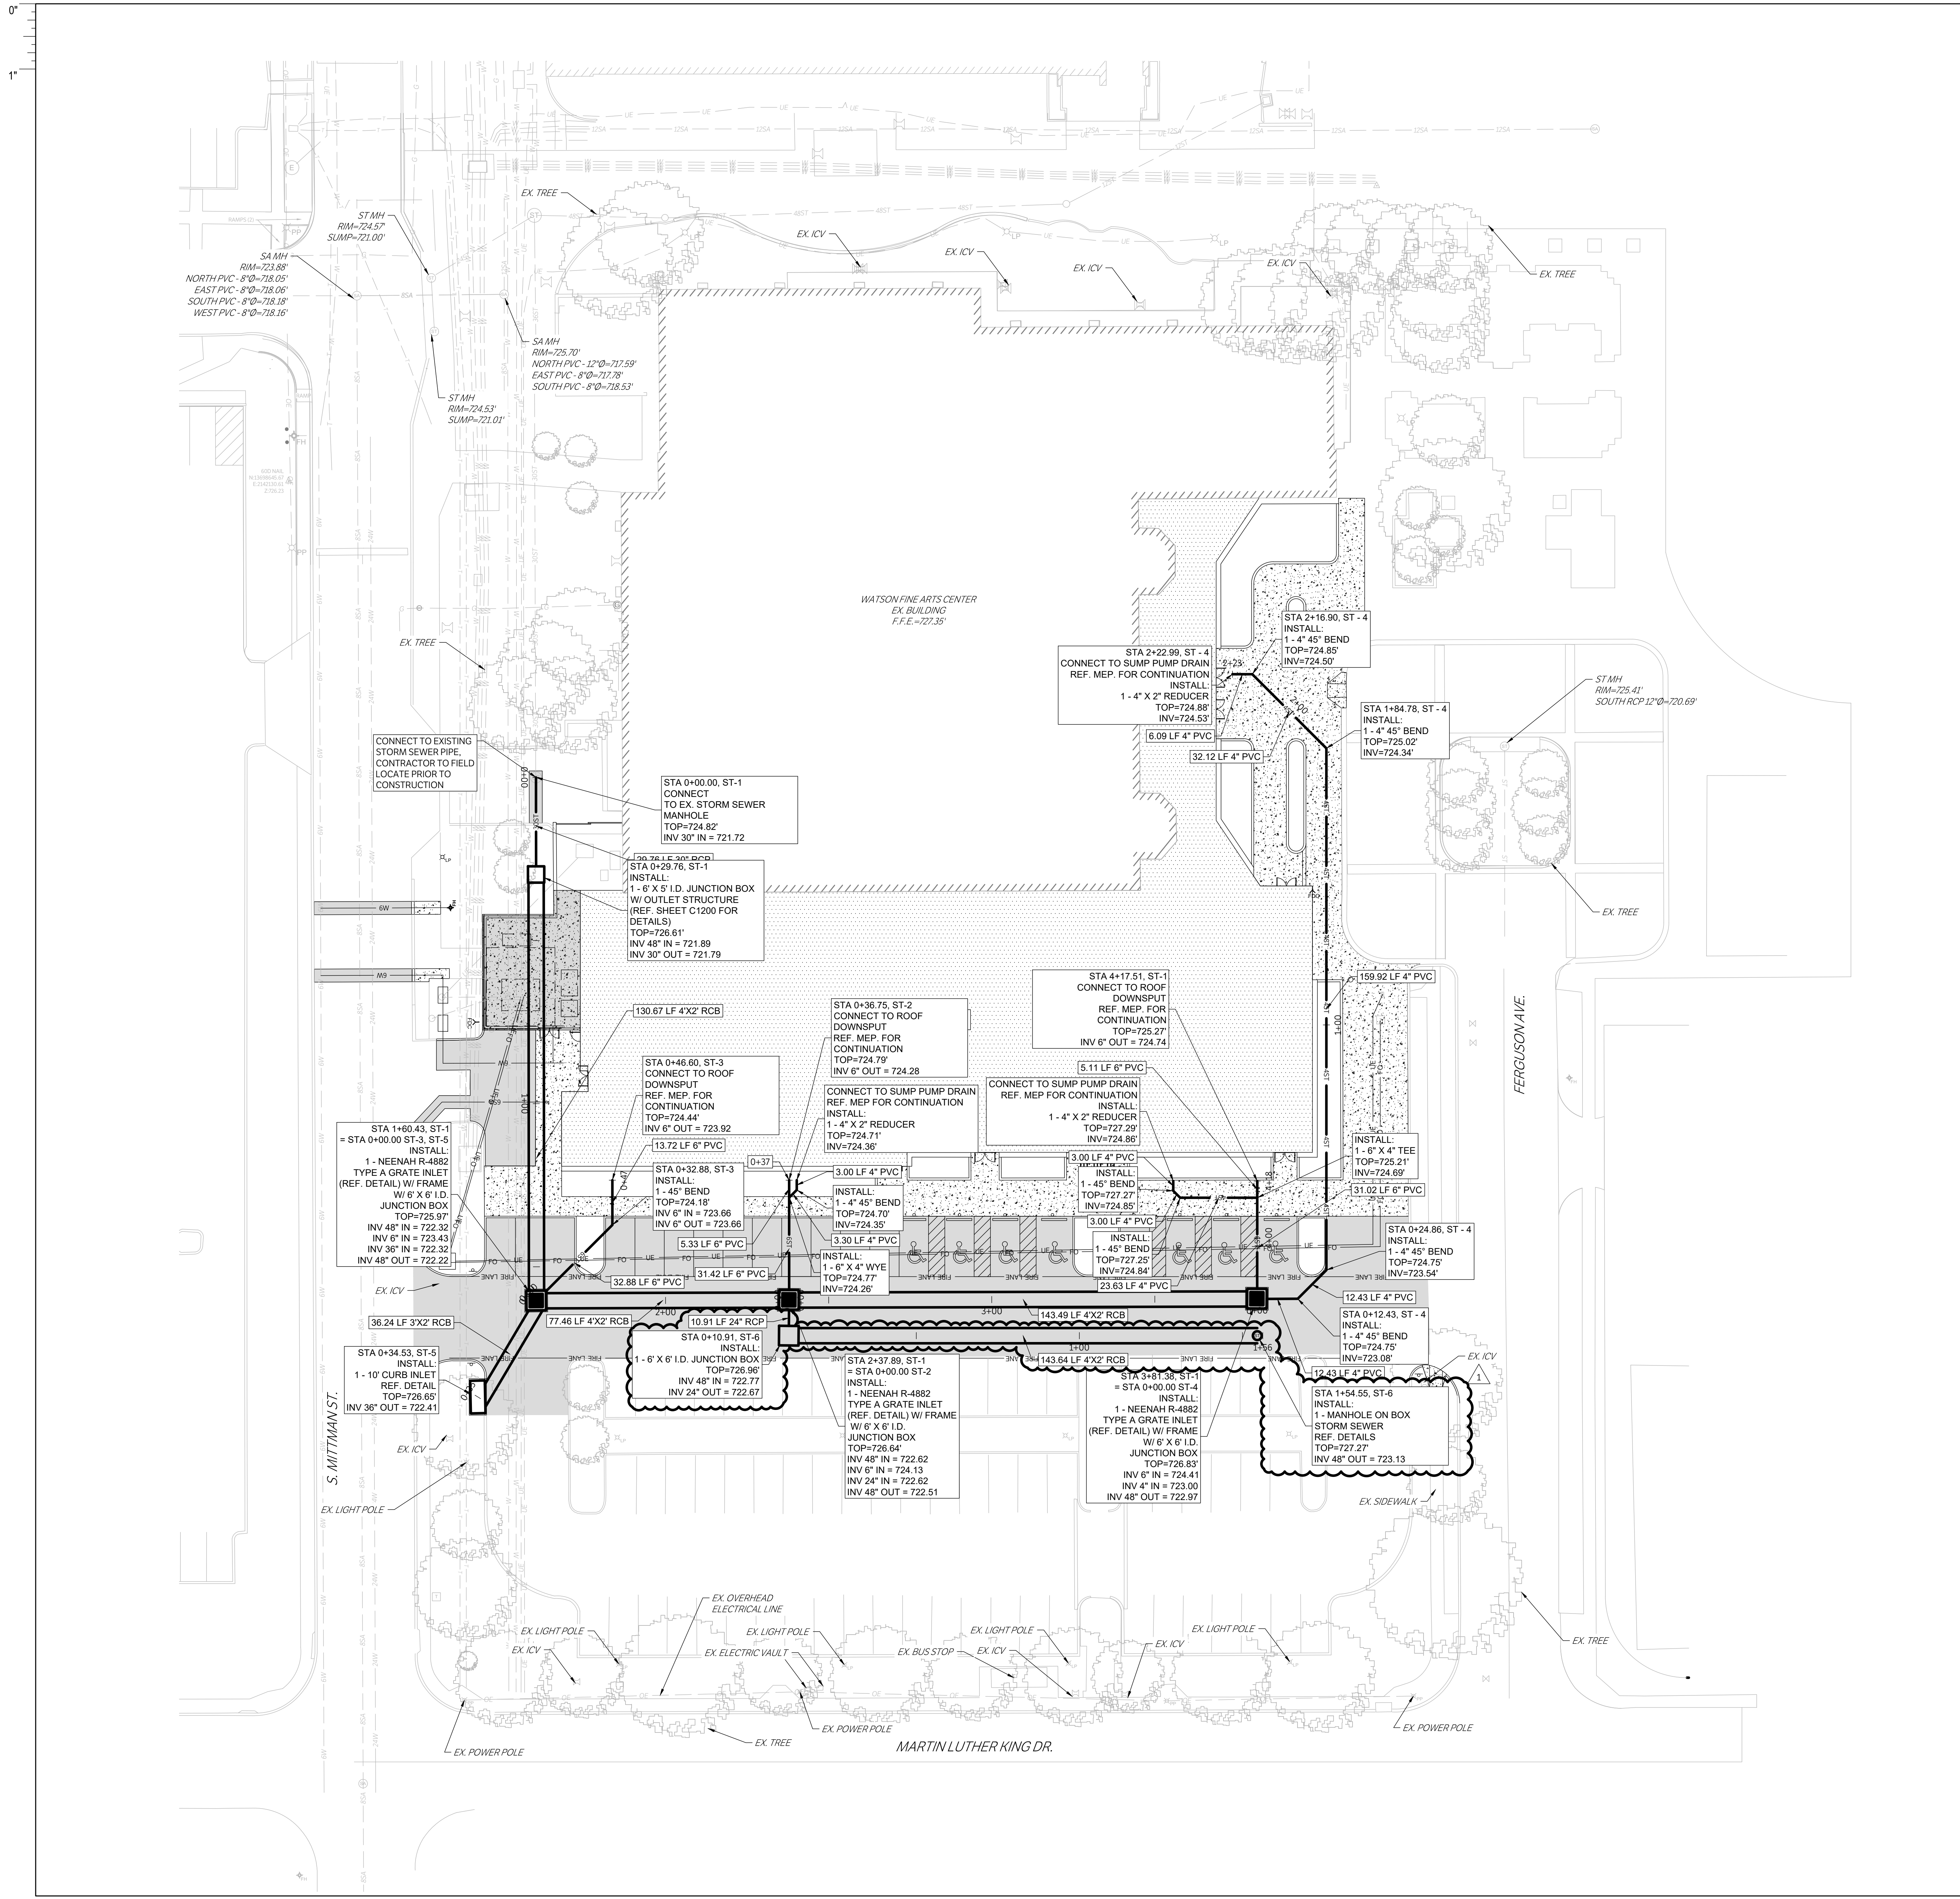 0"
1"
EX. TREE
ST MH
RIM=724.57'
SUMP=721.00'
SA MH
RIM=723.88'
NORTH PVC - 8"Ø=718.05'
EAST PVC - 8"Ø=718.06'
SOUTH PVC - 8"Ø=718.18'
WEST PVC - 8"Ø=718.16'
EX. ICV
EX. ICV
EX. ICV
EX. ICV
EX. TREE
SA MH
RIM=725.70'
NORTH PVC - 12"Ø=717.59'
EAST PVC - 8"Ø=717.78'
SOUTH PVC - 8"Ø=718.53'
ST MH
RIM=724.53'
SUMP=721.01'
WATSON FINE ARTS CENTER
EX. BUILDING
F.F.E.=727.35'
EX. TREE
STA 2+16.90, ST - 4
INSTALL:
1 - 4" 45° BEND
TOP=724.85'
INV=724.50'
STA 2+22.99, ST - 4
CONNECT TO SUMP PUMP DRAIN
REF. MEP. FOR CONTINUATION
INSTALL:
1 - 4" X 2" REDUCER
TOP=724.88'
INV=724.53'
2+23
2+00
6.09 LF 4" PVC
32.12 LF 4" PVC
STA 1+84.78, ST - 4
INSTALL:
1 - 4" 45° BEND
TOP=725.02'
INV=724.34'
ST MH
RIM=725.41'
SOUTH RCP 12"Ø=720.69'
CONNECT TO EXISTING
STORM SEWER PIPE,
CONTRACTOR TO FIELD
LOCATE PRIOR TO
CONSTRUCTION
0+00
STA 0+00.00, ST-1
CONNECT
TO EX. STORM SEWER
MANHOLE
TOP=724.82'
INV 30" IN = 721.72
29.76 LF 30" RCP
STA 0+29.76, ST-1
INSTALL:
1 - 6' X 5' I.D. JUNCTION BOX
W/ OUTLET STRUCTURE
(REF. SHEET C1200 FOR
DETAILS)
TOP=726.61'
INV 48" IN = 721.89
INV 30" OUT = 721.79
EX. TREE
6W
6W
130.67 LF 4'X2' RCB
STA 0+36.75, ST-2
CONNECT TO ROOF
DOWNSPUT
REF. MEP. FOR
CONTINUATION
TOP=724.79'
INV 6" OUT = 724.28
STA 4+17.51, ST-1
CONNECT TO ROOF
DOWNSPUT
REF. MEP. FOR
CONTINUATION
TOP=725.27'
INV 6" OUT = 724.74
159.92 LF 4" PVC
1+00
FERGUSON AVE.
STA 0+46.60, ST-3
CONNECT TO ROOF
DOWNSPUT
REF. MEP. FOR
CONTINUATION
TOP=724.44'
INV 6" OUT = 723.92
CONNECT TO SUMP PUMP DRAIN
REF. MEP FOR CONTINUATION
INSTALL:
1 - 4" X 2" REDUCER
TOP=724.71'
INV=724.36'
5.11 LF 6" PVC
CONNECT TO SUMP PUMP DRAIN
REF. MEP FOR CONTINUATION
INSTALL:
1 - 4" X 2" REDUCER
TOP=727.29'
INV=724.86'
1+00
STA 1+60.43, ST-1
= STA 0+00.00 ST-3, ST-5
INSTALL:
1 - NEENAH R-4882
TYPE A GRATE INLET
(REF. DETAIL) W/ FRAME
W/ 6' X 6' I.D.
JUNCTION BOX
TOP=725.97'
INV 48" IN = 722.32
INV 6" IN = 723.43
INV 36" IN = 722.32
INV 48" OUT = 722.22
13.72 LF 6" PVC
0+47
STA 0+32.88, ST-3
INSTALL:
1 - 45° BEND
TOP=724.18'
INV 6" IN = 723.66
INV 6" OUT = 723.66
0+37
3.00 LF 4" PVC
INSTALL:
1 - 4" 45° BEND
TOP=724.70'
INV=724.35'
3.30 LF 4" PVC
5.33 LF 6" PVC
31.42 LF 6" PVC
INSTALL:
1 - 6" X 4" WYE
TOP=724.77'
INV=724.26'
3.00 LF 4" PVC
INSTALL:
1 - 45° BEND
TOP=727.27'
INV=724.85'
3.00 LF 4" PVC
INSTALL:
1 - 45° BEND
TOP=727.25'
INV=724.84'
23.63 LF 4" PVC
4+18
4+00
INSTALL:
1 - 6" X 4" TEE
TOP=725.21'
INV=724.69'
31.02 LF 6" PVC
STA 0+24.86, ST - 4
INSTALL:
1 - 4" 45° BEND
TOP=724.75'
INV=723.54'
12.43 LF 4" PVC
STA 0+12.43, ST - 4
INSTALL:
1 - 4" 45° BEND
TOP=724.75'
INV=723.08'
12.43 LF 4" PVC
EX. ICV
32.88 LF 6" PVC
36.24 LF 3'X2' RCB
77.46 LF 4'X2' RCB
2+00
10.91 LF 24" RCP
3+00
143.49 LF 4'X2' RCB
STA 0+10.91, ST-6
INSTALL:
1 - 6' X 6' I.D. JUNCTION BOX
TOP=726.96'
INV 48" IN = 722.77
INV 24" OUT = 722.67
1+00
1+56
143.64 LF 4'X2' RCB
FIRE LANE
EX. ICV
1
STA 0+34.53, ST-5
INSTALL:
1 - 10' CURB INLET
REF. DETAIL
TOP=726.65'
INV 36" OUT = 722.41
STA 2+37.89, ST-1
= STA 0+00.00 ST-2
INSTALL:
1 - NEENAH R-4882
TYPE A GRATE INLET
(REF. DETAIL) W/ FRAME
W/ 6' X 6' I.D.
JUNCTION BOX
TOP=726.64'
INV 48" IN = 722.62
INV 6" IN = 724.13
INV 24" IN = 722.62
INV 48" OUT = 722.51
STA 3+81.38, ST-1
= STA 0+00.00 ST-4
INSTALL:
1 - NEENAH R-4882
TYPE A GRATE INLET
(REF. DETAIL) W/ FRAME
W/ 6' X 6' I.D.
JUNCTION BOX
TOP=726.83'
INV 6" IN = 724.41
INV 4" IN = 723.00
INV 48" OUT = 722.97
STA 1+54.55, ST-6
INSTALL:
1 - MANHOLE ON BOX
STORM SEWER
REF. DETAILS
TOP=727.27'
INV 48" OUT = 723.13
S. MITTMAN ST.
EX. ICV
EX. LIGHT POLE
EX. SIDEWALK
EX. OVERHEAD
ELECTRICAL LINE
EX. LIGHT POLE
EX. ICV
EX. LIGHT POLE
EX. ELECTRIC VAULT
EX. LIGHT POLE
EX. BUS STOP
EX. ICV
EX. ICV
EX. LIGHT POLE
EX. TREE
EX. POWER POLE
EX. TREE
EX. POWER POLE
EX. POWER POLE
MARTIN LUTHER KING DR.